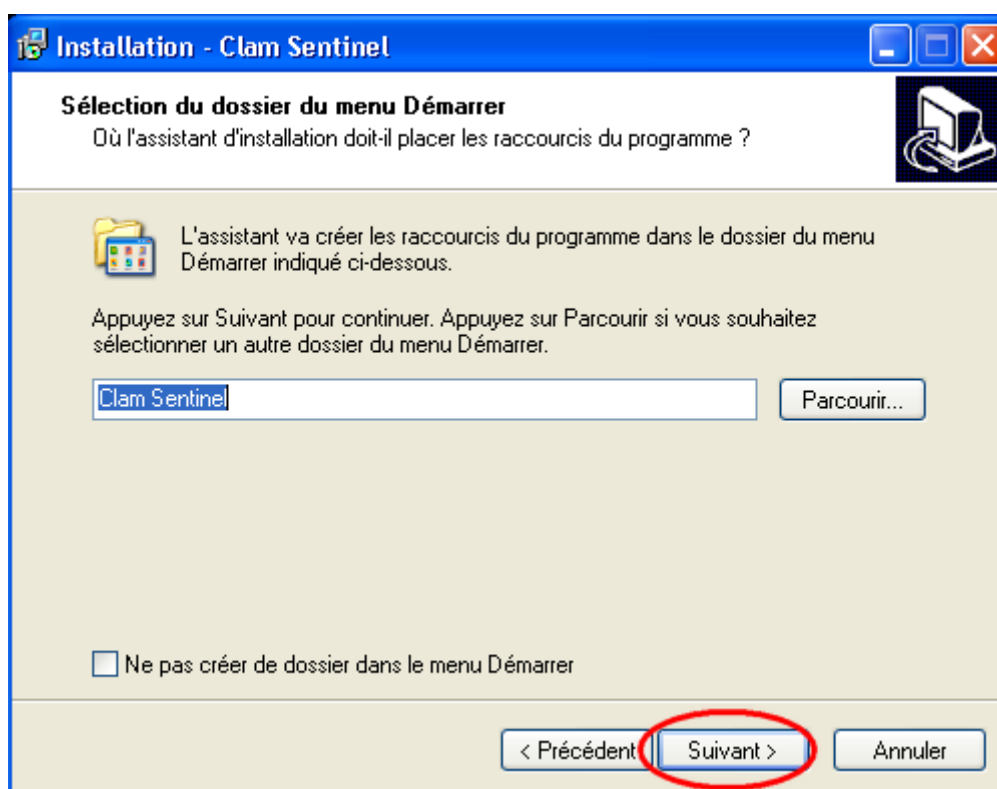 Installation - Clam Sentinel
Sélection du dossier du menu Démarrer
Où l'assistant d'installation doit-il placer les raccourcis du programme ?
L'assistant va créer les raccourcis du programme dans le dossier du menu
Démarrer indiqué ci-dessous.
Appuyez sur Suivant pour continuer. Appuyez sur Parcourir si vous souhaitez
sélectionner un autre dossier du menu Démarrer.
Clam Sentinel
Parcourir...
Ne pas créer de dossier dans le menu Démarrer
< Précédent
Suivant >
Annuler